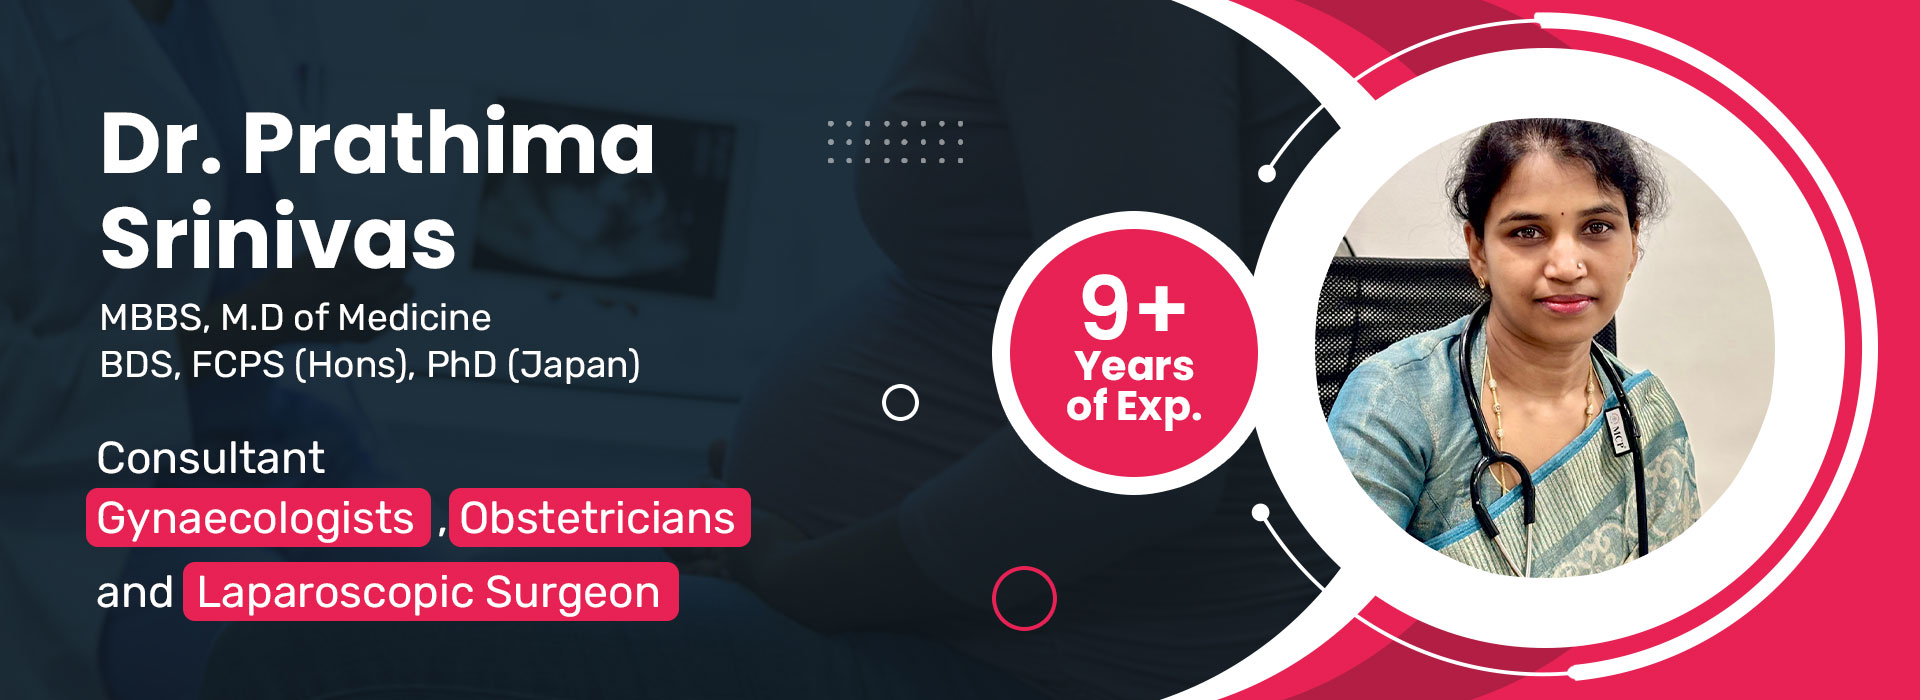 Dr. Prathima
Srinivas
MBBS, M.D of Medicine
BDS, FCPS (Hons), PhD (Japan)
Consultant
Gynaecologists , Obstetricians
and Laparoscopic Surgeon
9+
Years
of Exp.
MCP